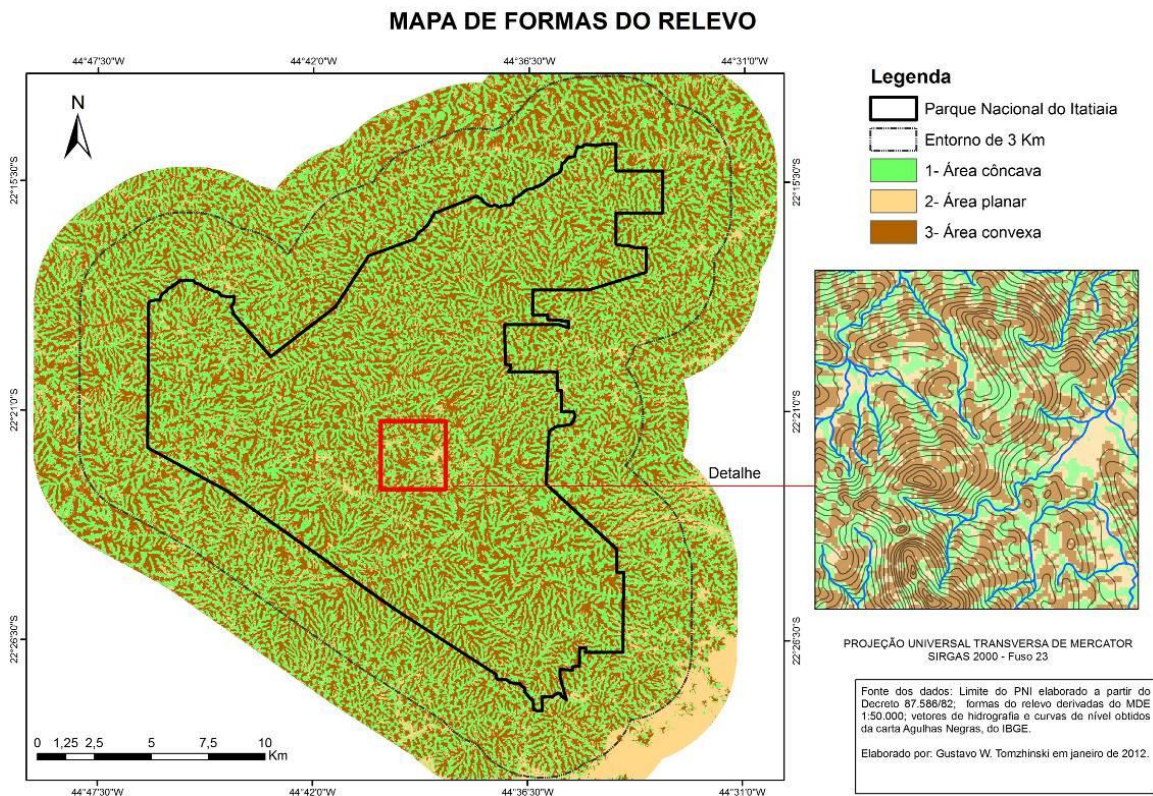 MAPA DE FORMAS DO RELEVO
44°47'30"W
44°42'0"W
44°36'30"W
44°31'0"W
N
22°15'30"S
22°15'30"S
22°21'0"S
22°21'0"S
22°26'30"S
22°26'30"S
Detalhe
0 1,25 2,5 5 7,5 10
Km
44°47'30"W
44°42'0"W
44°36'30"W
44°31'0"W
Legenda
Parque Nacional do Itatiaia
Entorno de 3 Km
1- Área côncava
2- Área planar
3- Área convexa
PROJEÇÃO UNIVERSAL TRANSVERSA DE MERCATOR
SIRGAS 2000 - Fuso 23
Fonte dos dados: Limite do PNI elaborado a partir do
Decreto 87.586/82; formas do relevo derivadas do MDE
1:50.000; vetores de hidrografia e curvas de nível obtidos
da carta Agulhas Negras, do IBGE.
Elaborado por: Gustavo W. Tomzhinski em janeiro de 2012.